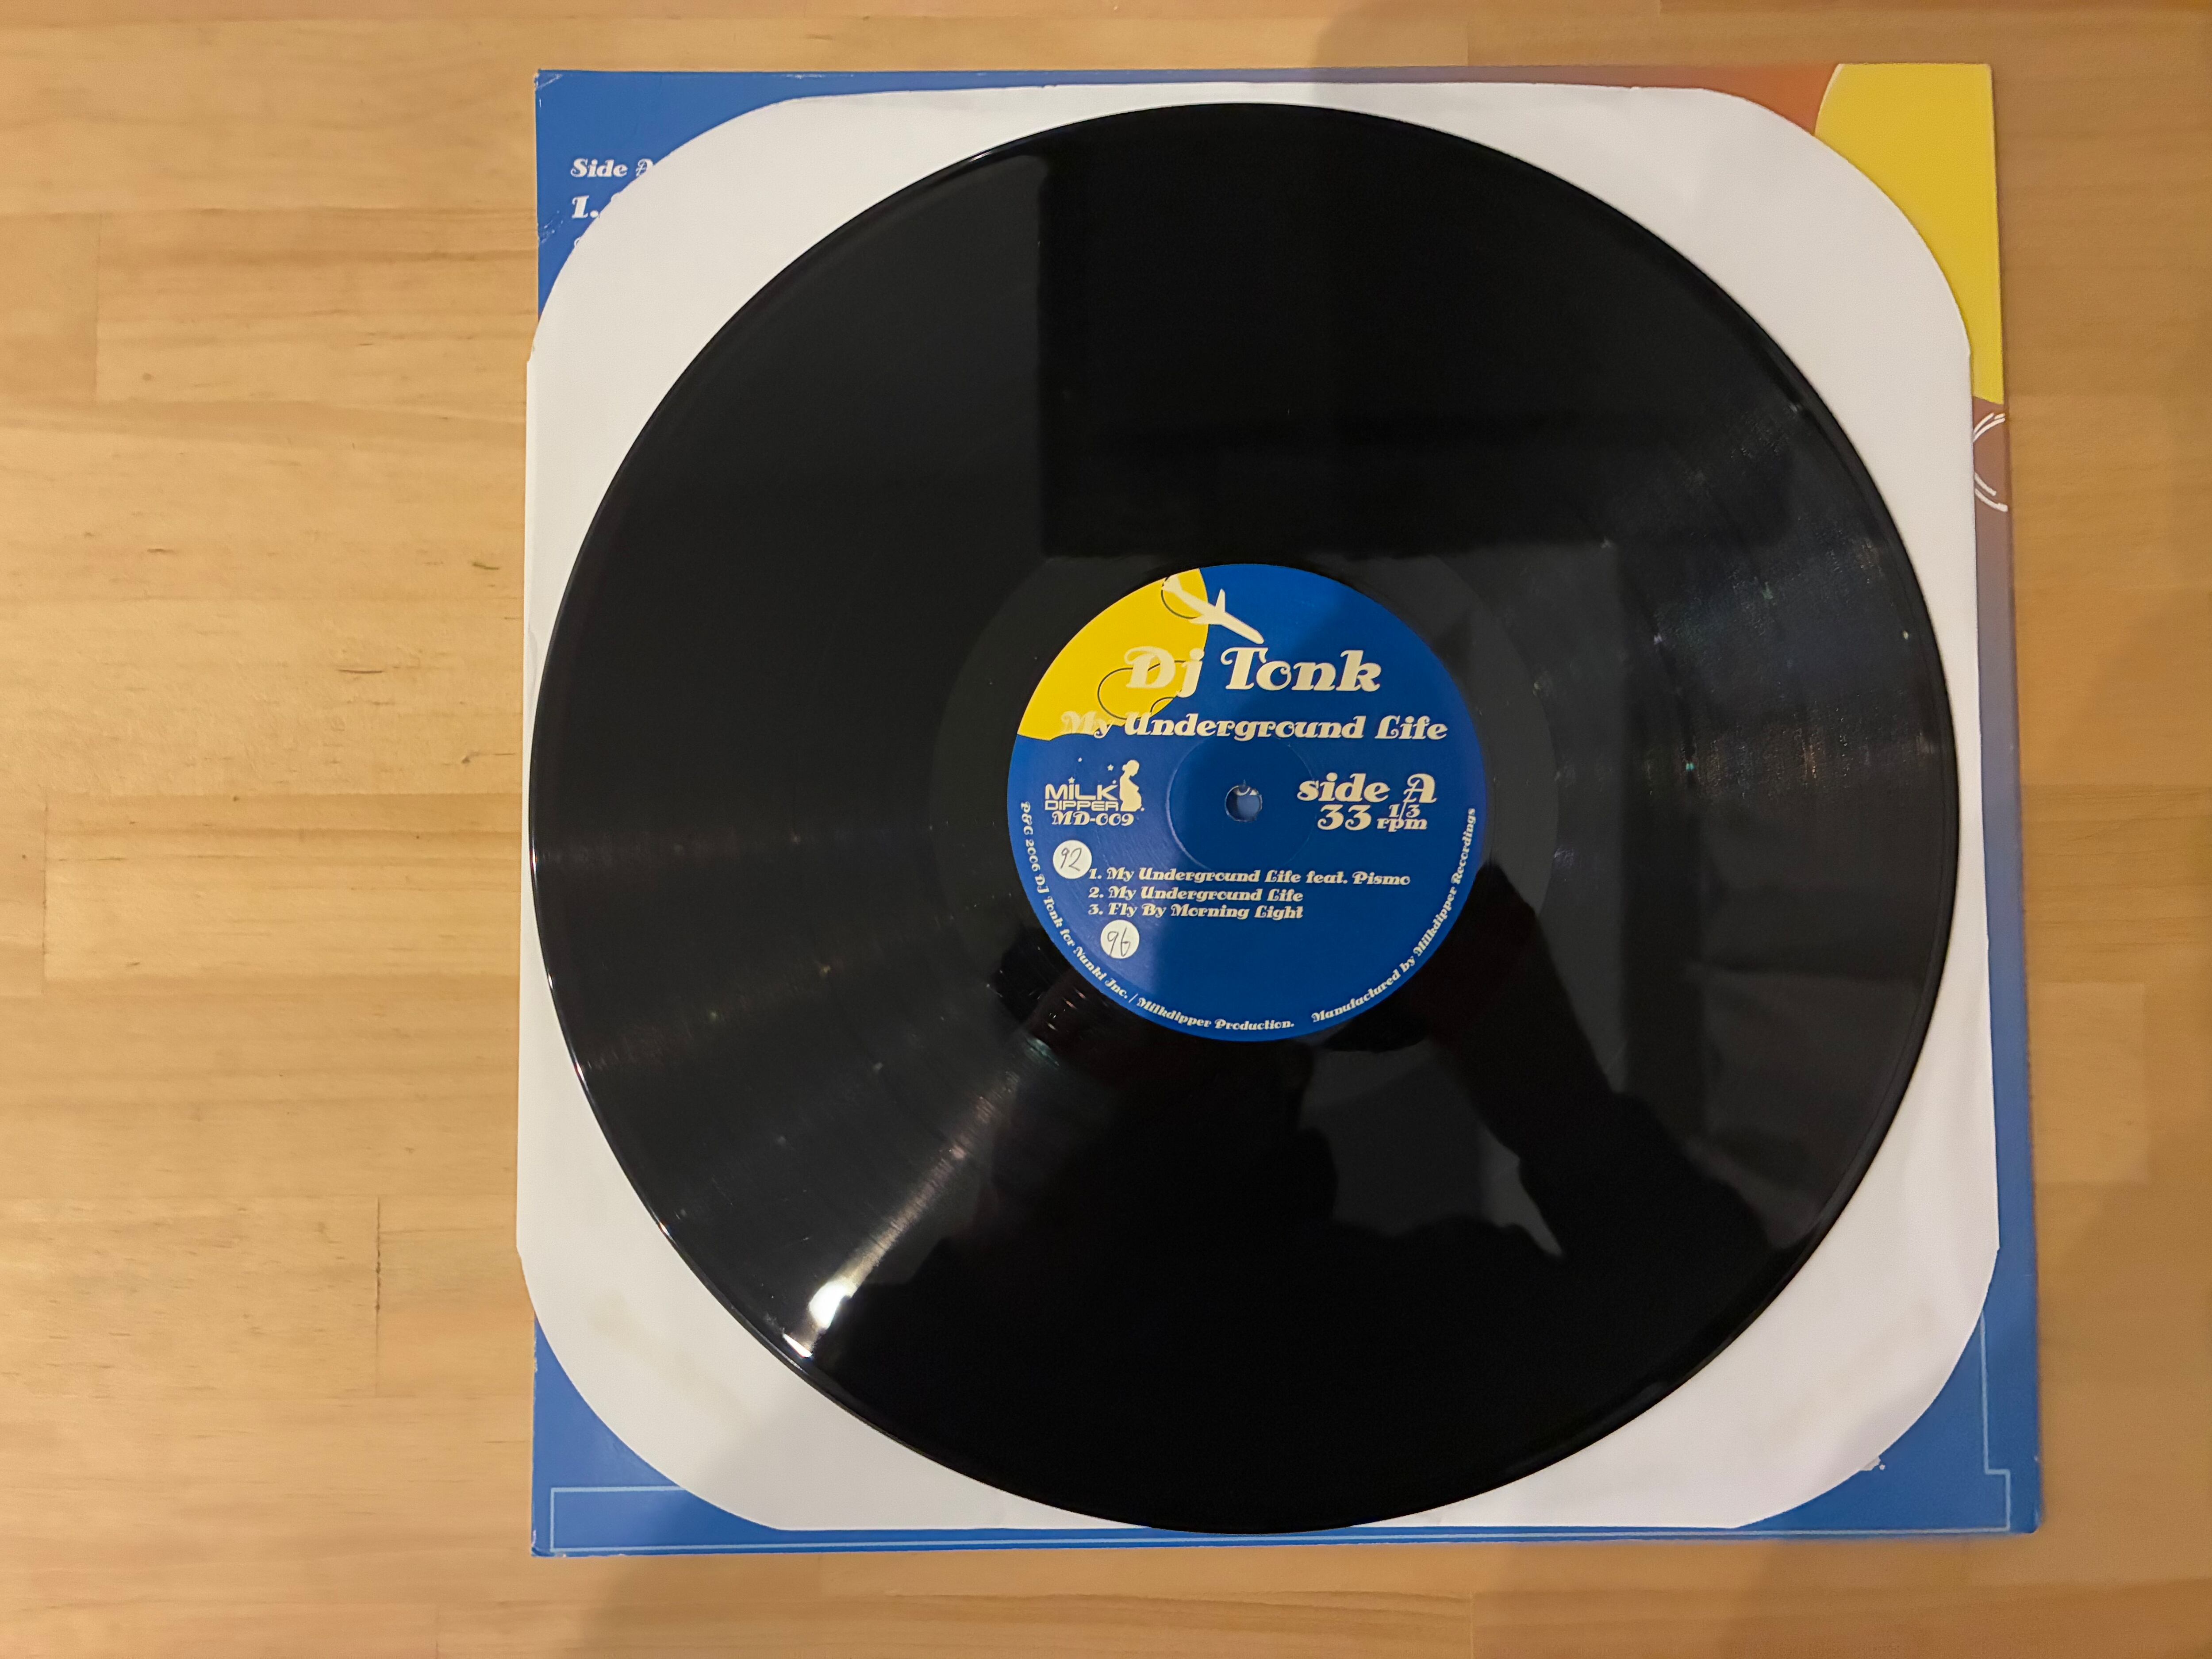 Side A
1.
Dj Tonk
My Underground Life
MILK
DIPPER
MD-009
side A
33 1/3
rpm
92
1. My Underground Life feat. Pismo
2. My Underground Life
3. Fly By Morning Light
96
P&C 2006 DJ Tonk for Nunki Inc. / Milkdipper Production. Manufactured by Milkdipper Recordings